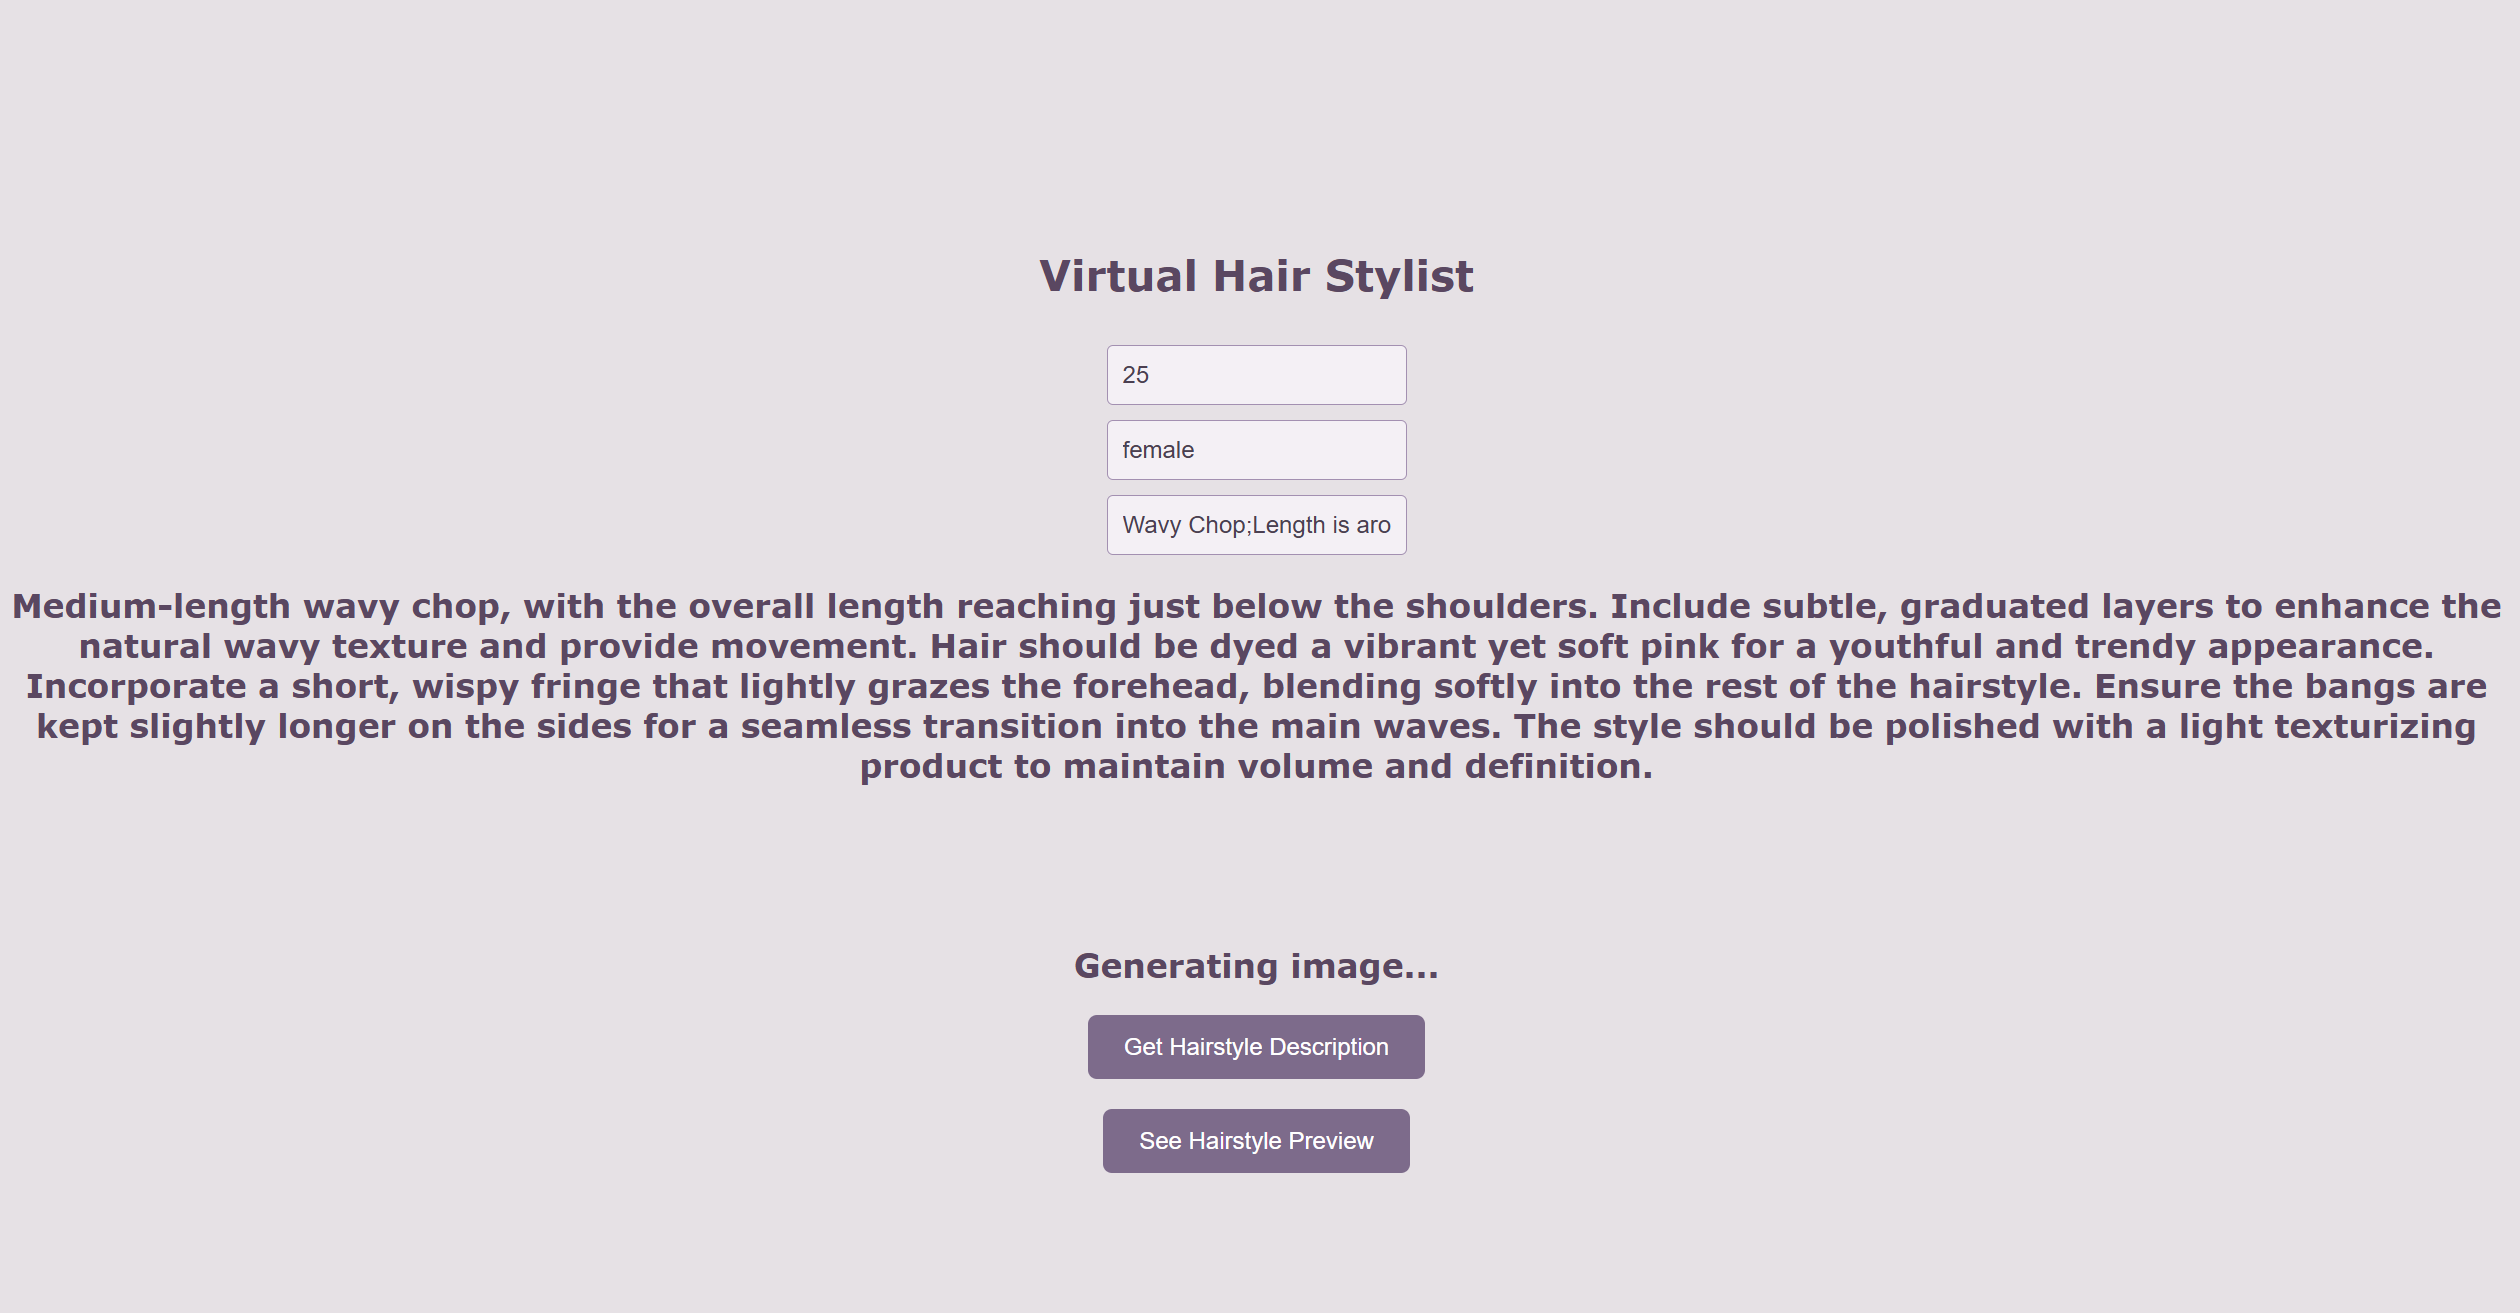 Virtual Hair Stylist
25
female
Wavy Chop;Length is aro
Medium-length wavy chop, with the overall length reaching just below the shoulders. Include subtle, graduated layers to enhance the
natural wavy texture and provide movement. Hair should be dyed a vibrant yet soft pink for a youthful and trendy appearance.
Incorporate a short, wispy fringe that lightly grazes the forehead, blending softly into the rest of the hairstyle. Ensure the bangs are
kept slightly longer on the sides for a seamless transition into the main waves. The style should be polished with a light texturizing
product to maintain volume and definition.
Generating image...
Get Hairstyle Description
See Hairstyle Preview